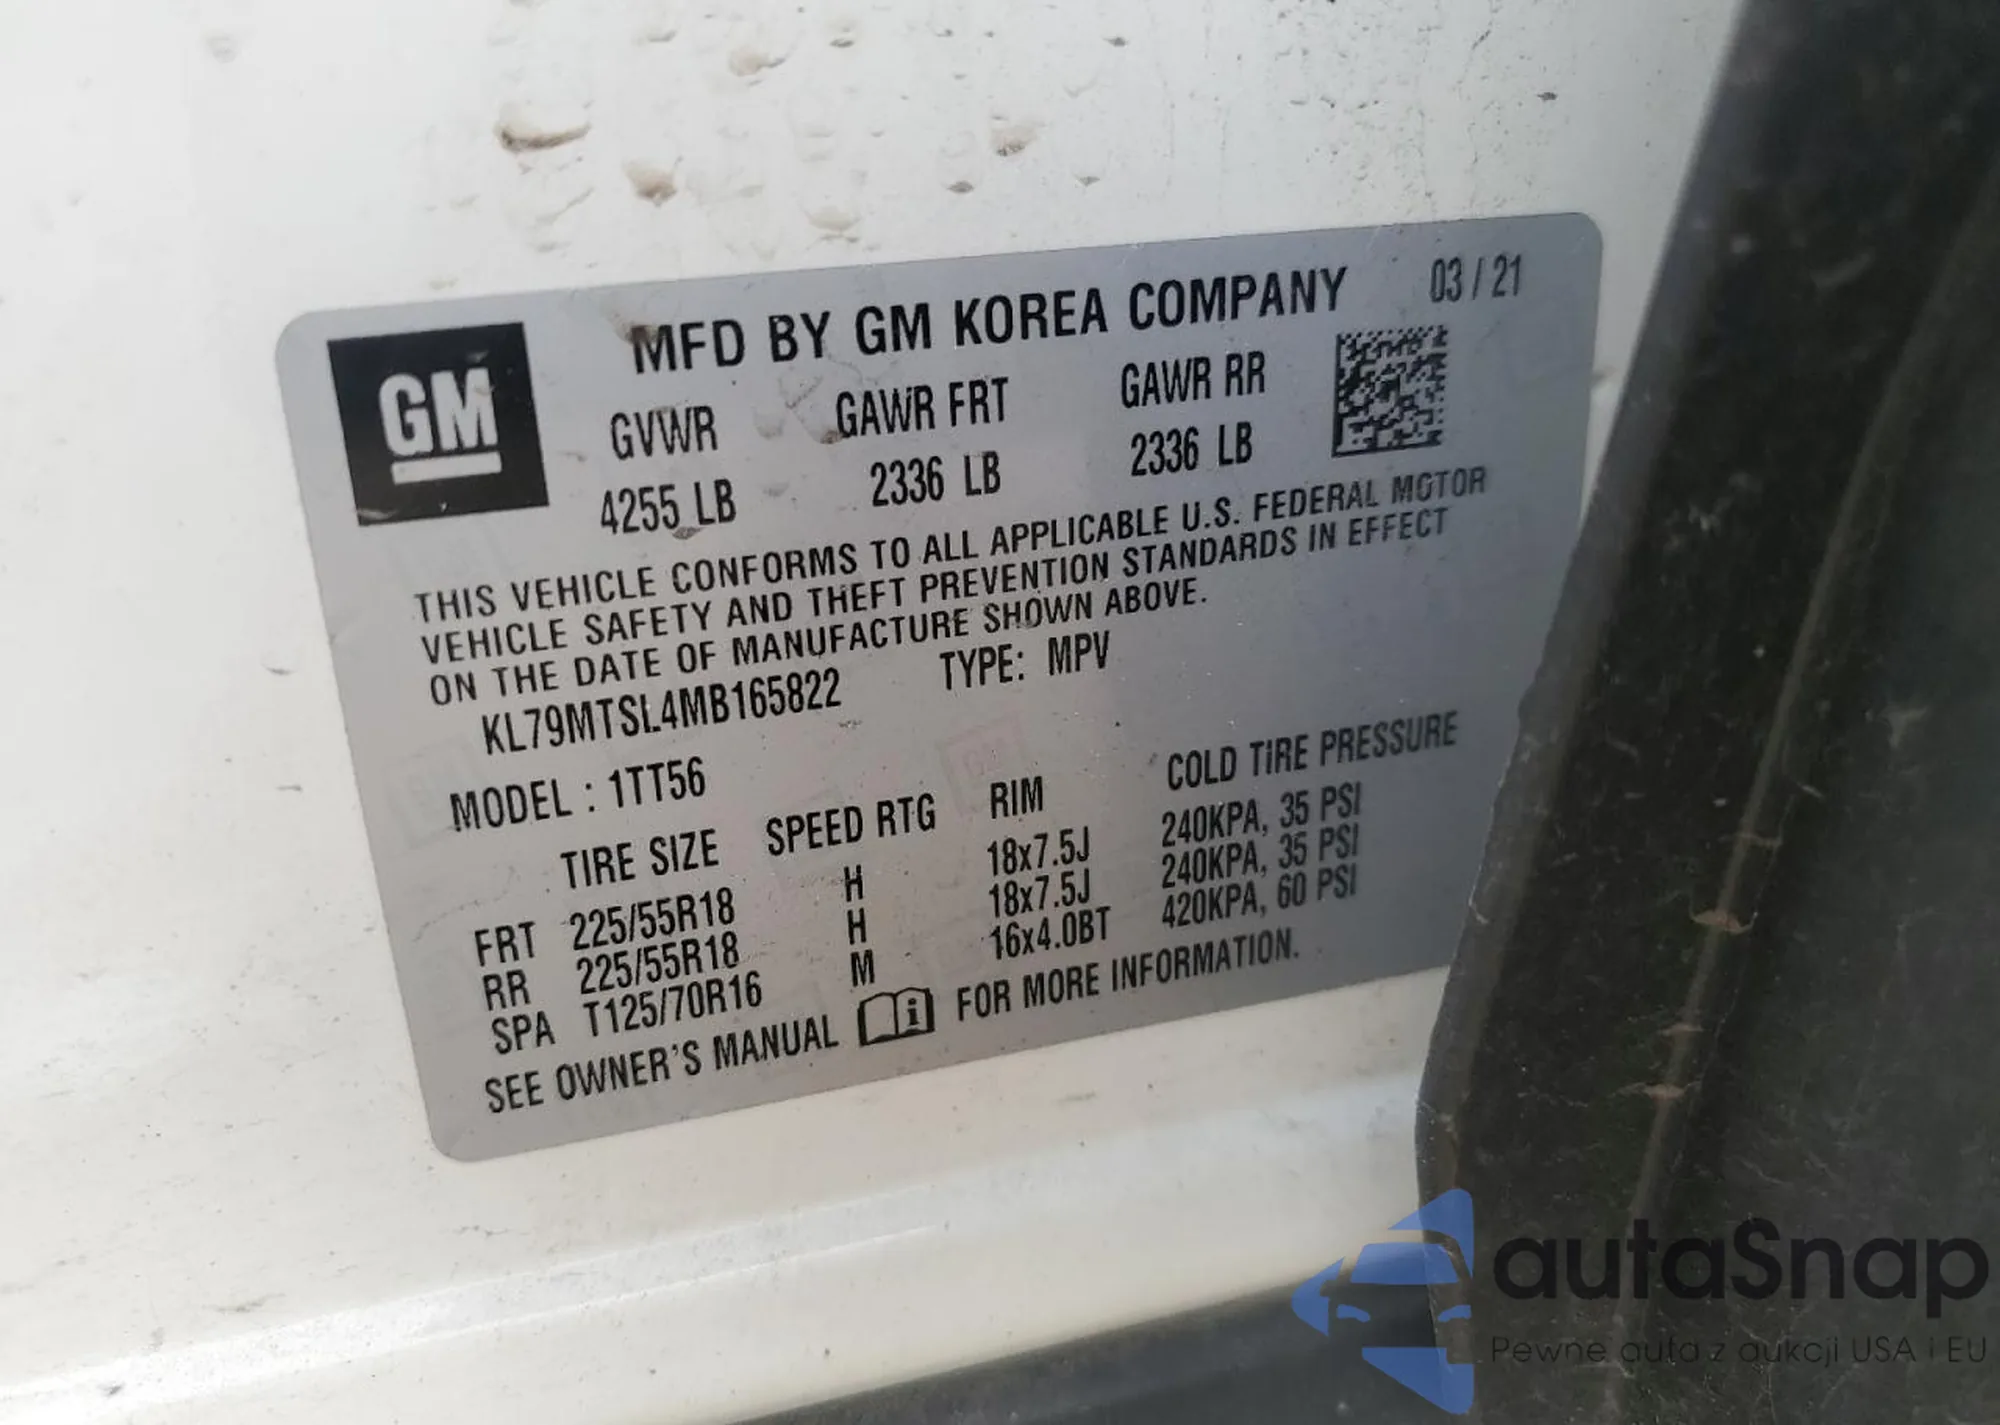 GM
MFD BY GM KOREA COMPANY 03 / 21
GVWR GAWR FRT GAWR RR
4255 LB 2336 LB 2336 LB
THIS VEHICLE CONFORMS TO ALL APPLICABLE U.S. FEDERAL MOTOR
VEHICLE SAFETY AND THEFT PREVENTION STANDARDS IN EFFECT
ON THE DATE OF MANUFACTURE SHOWN ABOVE.
KL79MTSL4MB165822 TYPE: MPV
MODEL : 1TT56
TIRE SIZE SPEED RTG RIM COLD TIRE PRESSURE
FRT 225/55R18 H 18x7.5J 240KPA, 35 PSI
RR 225/55R18 H 18x7.5J 240KPA, 35 PSI
SPA T125/70R16 M 16x4.0BT 420KPA, 60 PSI
SEE OWNER'S MANUAL FOR MORE INFORMATION.
autaSnap
Pewne auta z aukcji USA i EU